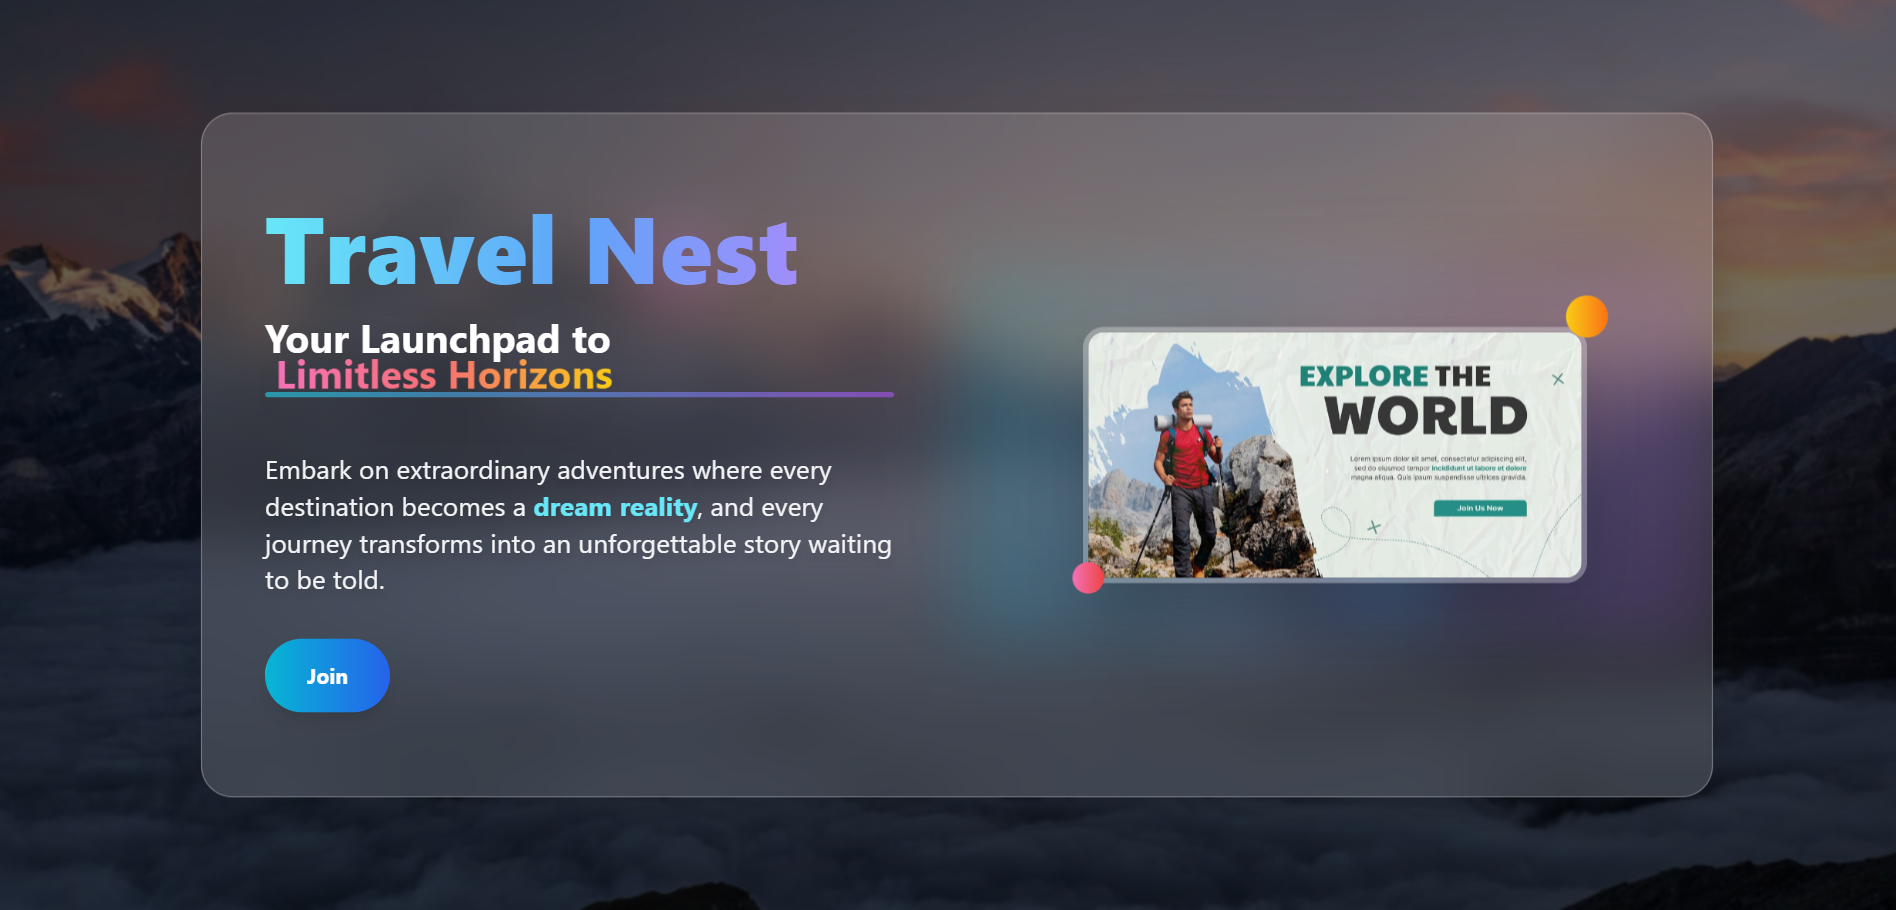 Travel Nest
Your Launchpad to
Limitless Horizons
Embark on extraordinary adventures where every
destination becomes a dream reality, and every
journey transforms into an unforgettable story waiting
to be told.
Join
EXPLORE THE
WORLD
Lorem ipsum dolor sit amet, consectetur adipiscing elit,
sed do eiusmod tempor incididunt ut labore et dolore
magna aliqua. Quis ipsum suspendisse ultrices gravida.
Join Us Now